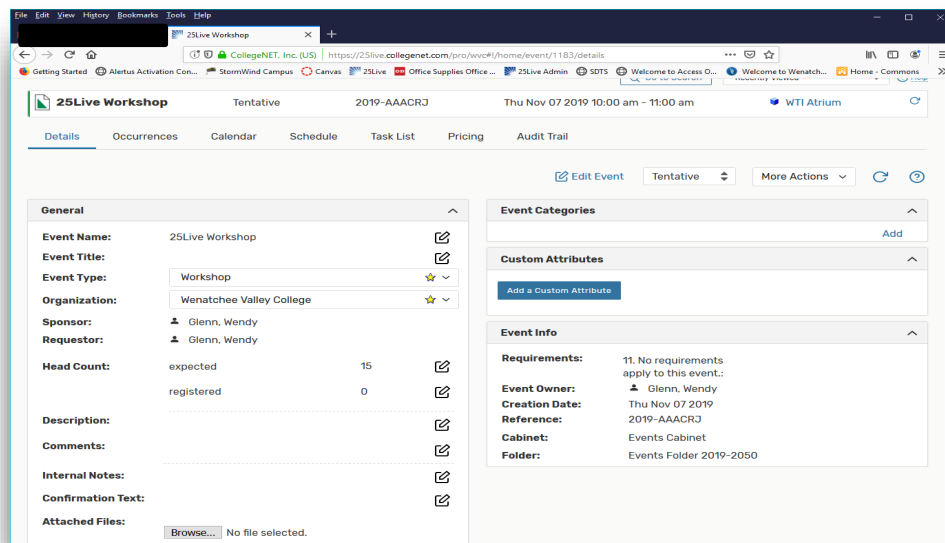 File Edit View History Bookmarks Tools Help
25Live Workshop
CollegeNET, Inc. (US) https://25live.collegenet.com/pro/wvc#!/home/event/1183/details
Getting Started Alertus Activation Con... StormWind Campus Canvas 25Live Office Supplies Office ... 25Live Admin SDTS Welcome to Access O... Welcome to Wenatch... Home - Commons
25Live Workshop Tentative 2019-AAACRJ Thu Nov 07 2019 10:00 am - 11:00 am WTI Atrium
Details Occurrences Calendar Schedule Task List Pricing Audit Trail
Edit Event Tentative More Actions
General
Event Name: 25Live Workshop
Event Title:
Event Type: Workshop
Organization: Wenatchee Valley College
Sponsor: Glenn, Wendy
Requestor: Glenn, Wendy
Head Count: expected 15
registered 0
Description:
Comments:
Internal Notes:
Confirmation Text:
Attached Files:
Browse... No file selected.
Event Categories
Add
Custom Attributes
Add a Custom Attribute
Event Info
Requirements: 11. No requirements
apply to this event.:
Event Owner: Glenn, Wendy
Creation Date: Thu Nov 07 2019
Reference: 2019-AAACRJ
Cabinet: Events Cabinet
Folder: Events Folder 2019-2050